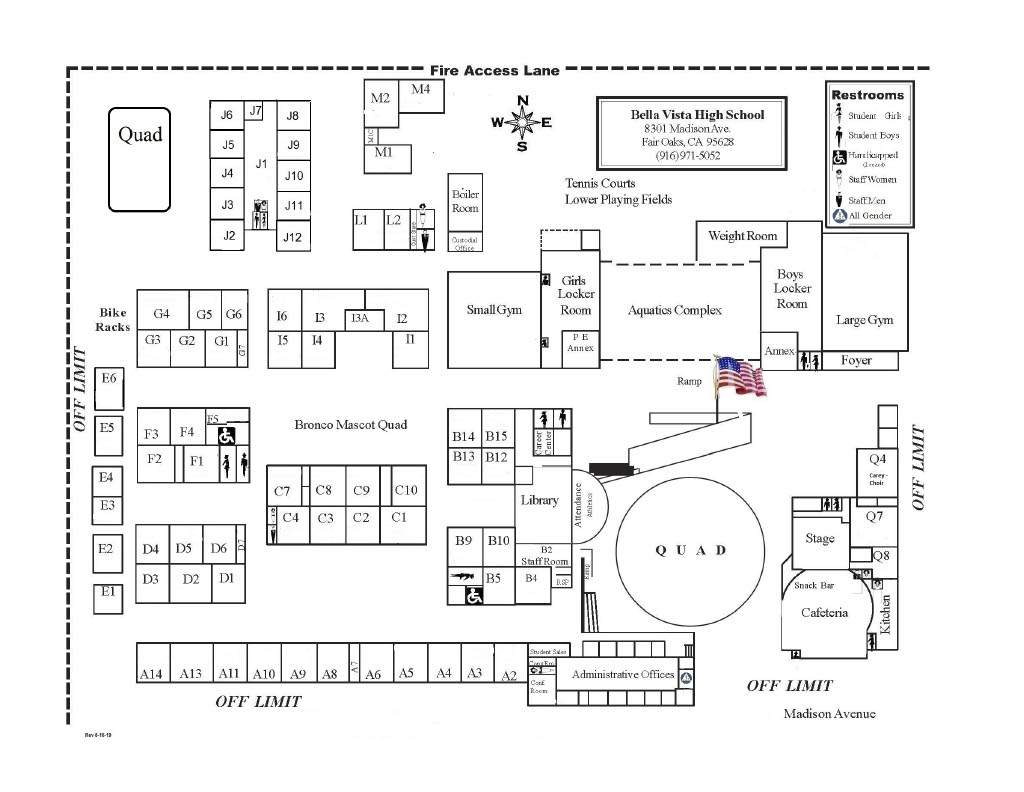 Fire Access Lane
Quad
J6
J7
J8
J5
J9
J1
J4
J10
J3
J11
J2
J12
M2
M4
M1C
M1
N
W E
S
Bella Vista High School
8301 Madison Ave.
Fair Oaks, CA 95628
(916) 971-5052
Tennis Courts
Lower Playing Fields
Restrooms
Student Girls
Student Boys
Handicapped
Staff Women
Staff Men
All Gender
Boiler
Room
Custodial
Office
L1
L2
Weight Room
Bike
Racks
G4
G5
G6
G3
G2
G1
G7
I6
I3
I3A
I2
I5
I4
I1
Small Gym
Girls
Locker
Room
P E
Annex
Aquatics Complex
Boys
Locker
Room
Annex
Large Gym
Foyer
OFF LIMIT
E6
E5
E4
E3
E2
E1
F3
F4
F5
F2
F1
Bronco Mascot Quad
Ramp
B14
B15
B13
B12
Career
Center
Library
Attendance
Athletics
C7
C8
C9
C10
C4
C3
C2
C1
B9
B10
B2
Staff Room
B5
B4
Ramp
D4
D5
D6
D7
D3
D2
D1
Q U A D
Q4
Carey -
Choir
Q7
Stage
Q8
Snack Bar
Cafeteria
Kitchen
OFF LIMIT
A14
A13
A11
A10
A9
A8
A7
A6
A5
A4
A3
A2
Student Sales
Conf Rm
Conf
Room
Administrative Offices
OFF LIMIT
OFF LIMIT
Madison Avenue
Rev 8-16-19